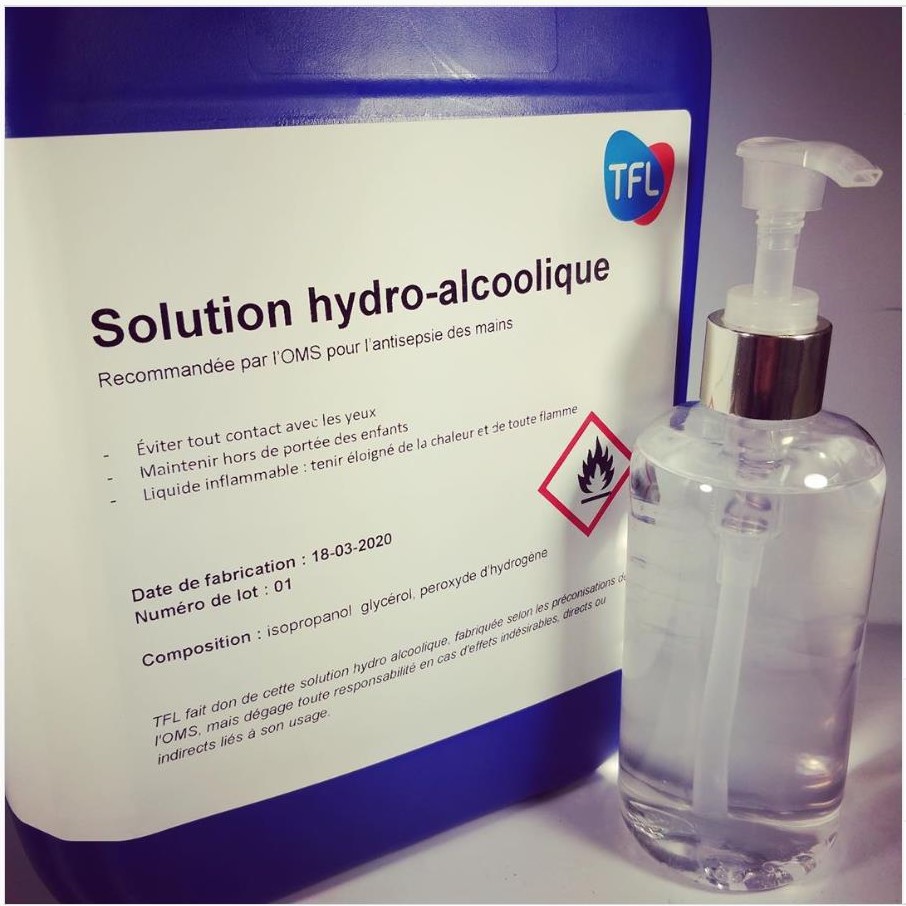 TFL
Solution hydro-alcoolique
Recommandée par l'OMS pour l'antisepsie des mains
- Éviter tout contact avec les yeux
- Maintenir hors de portée des enfants
- Liquide inflammable : tenir éloigné de la chaleur et de toute flamme
Date de fabrication : 18-03-2020
Numéro de lot : 01
Composition : isopropanol glycérol, peroxyde d'hydrogène
TFL fait don de cette solution hydro alcoolique, fabriquée selon les préconisations de
l'OMS, mais dégage toute responsabilité en cas d'effets indésirables, directs ou
indirects liés à son usage.